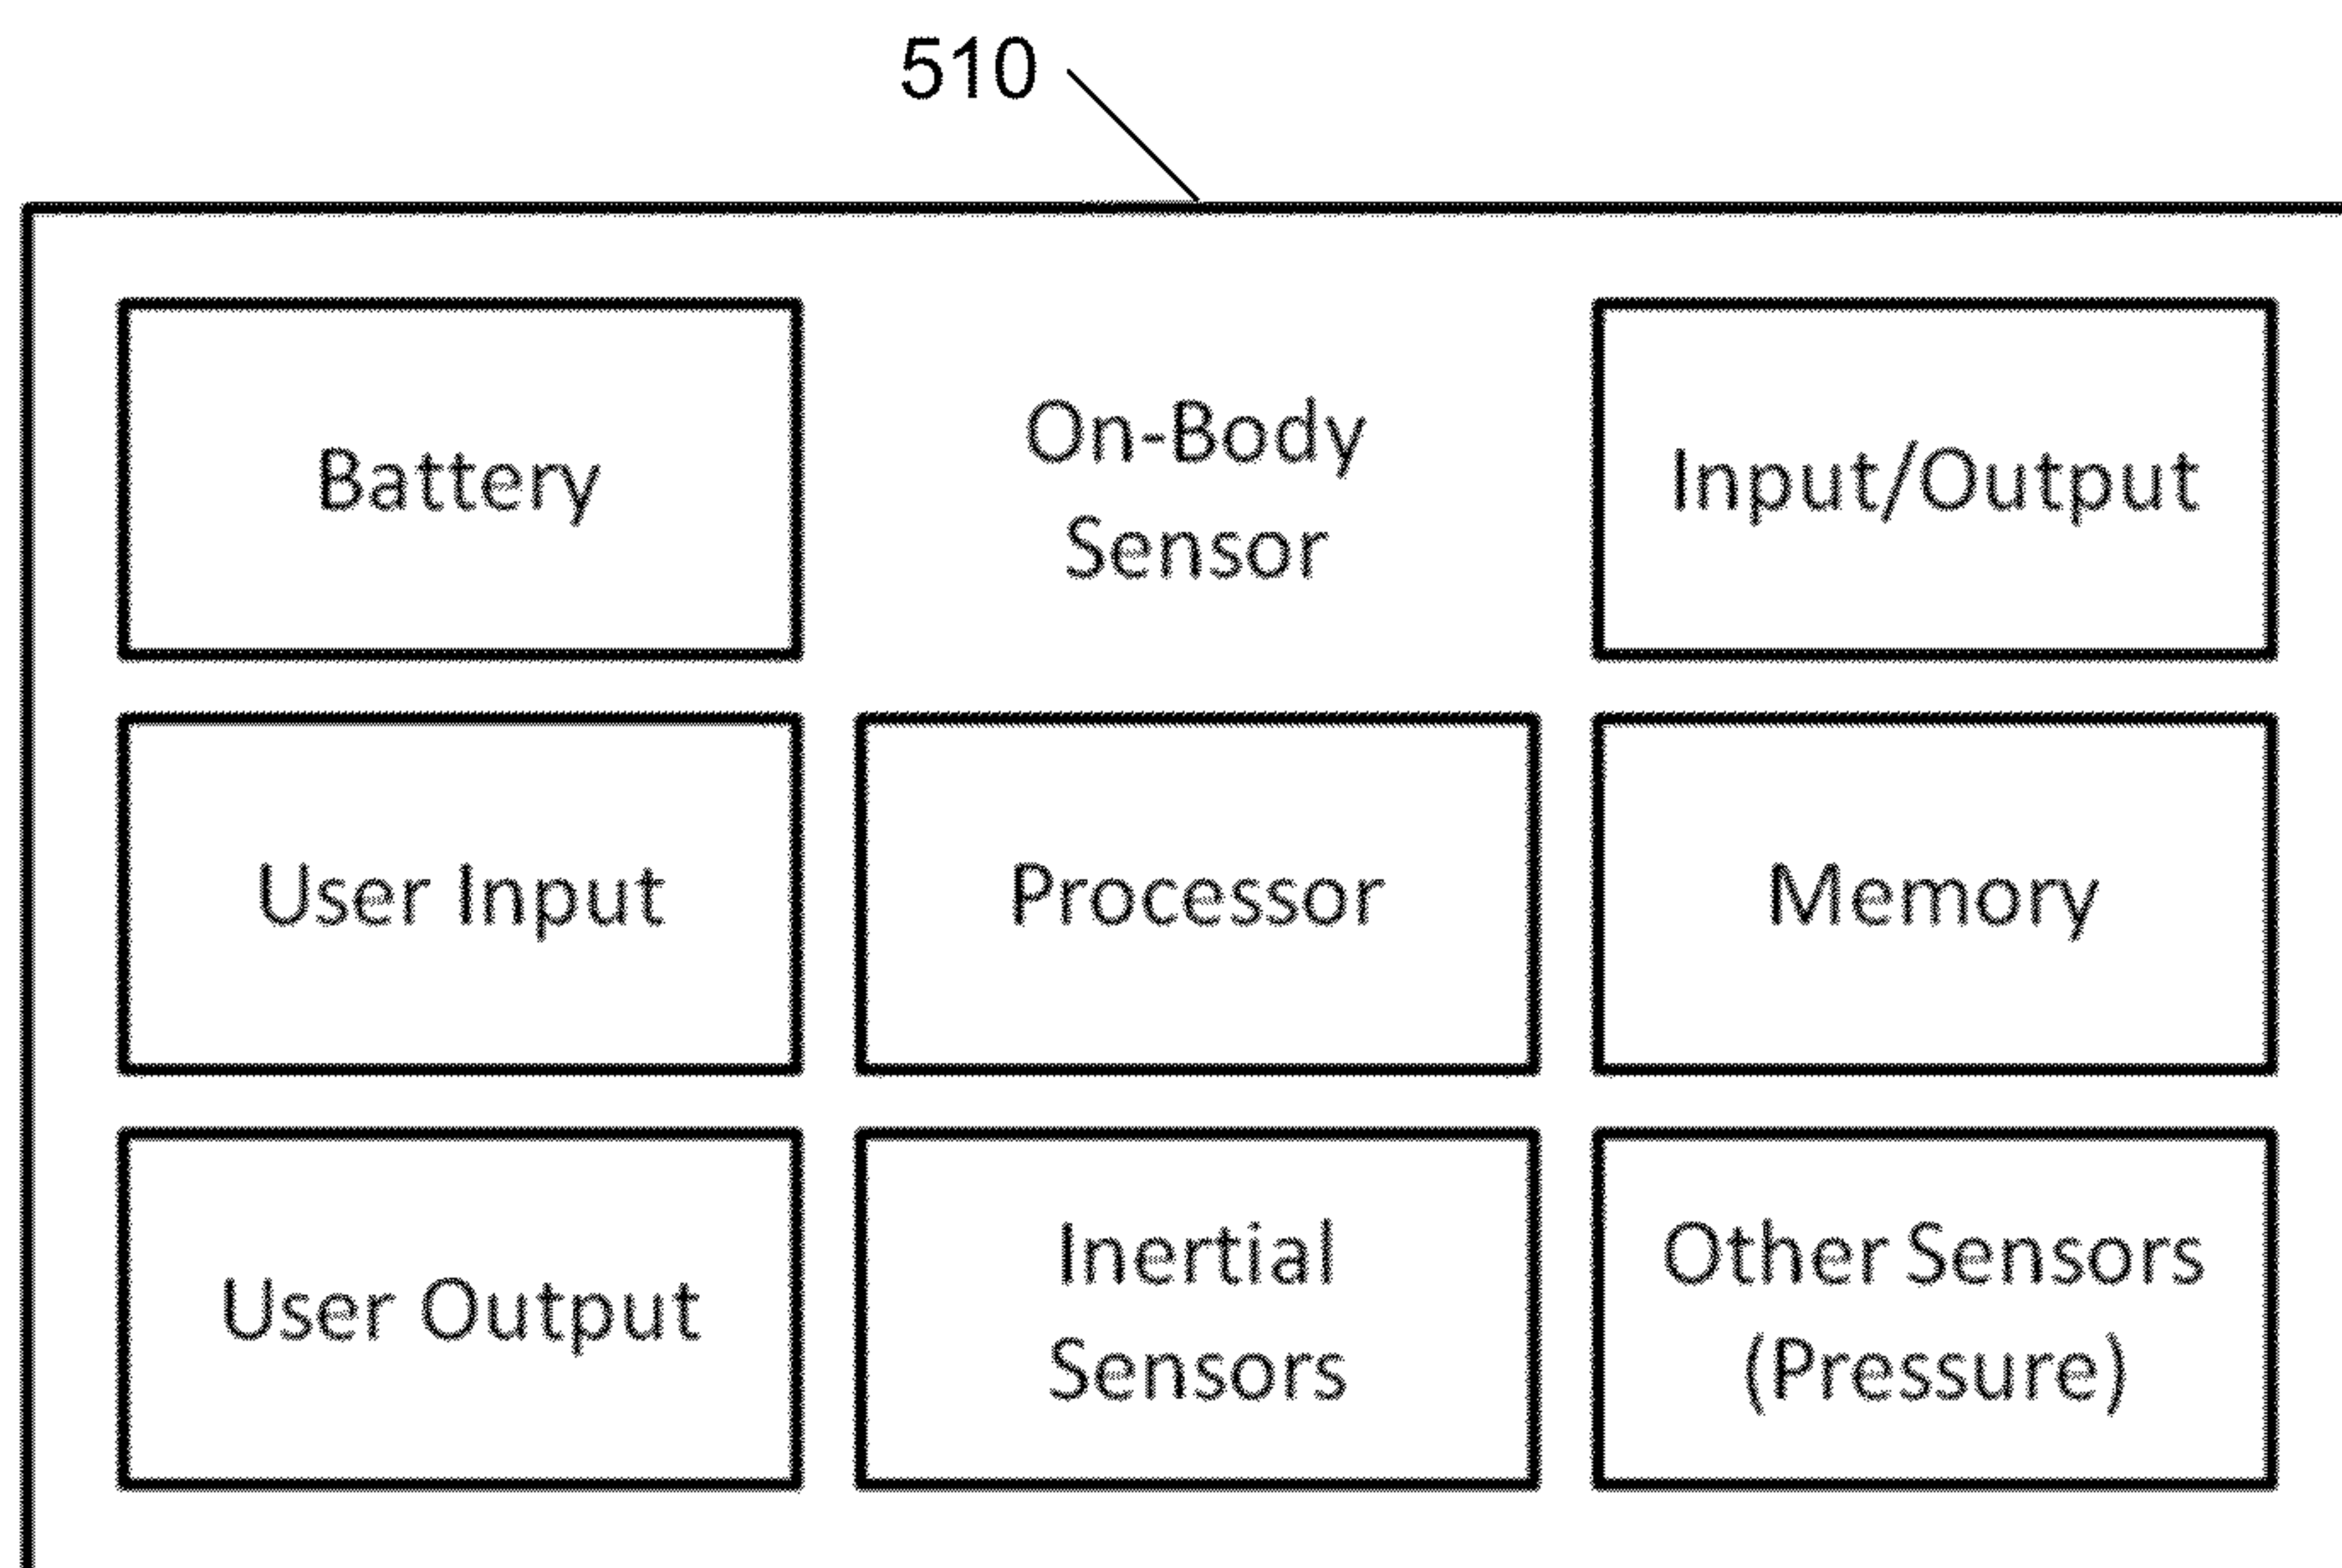 510
Battery
On-Body
Sensor
Input/Output
User Input
Processor
Memory
User Output
Inertial
Sensors
Other Sensors
(Pressure)